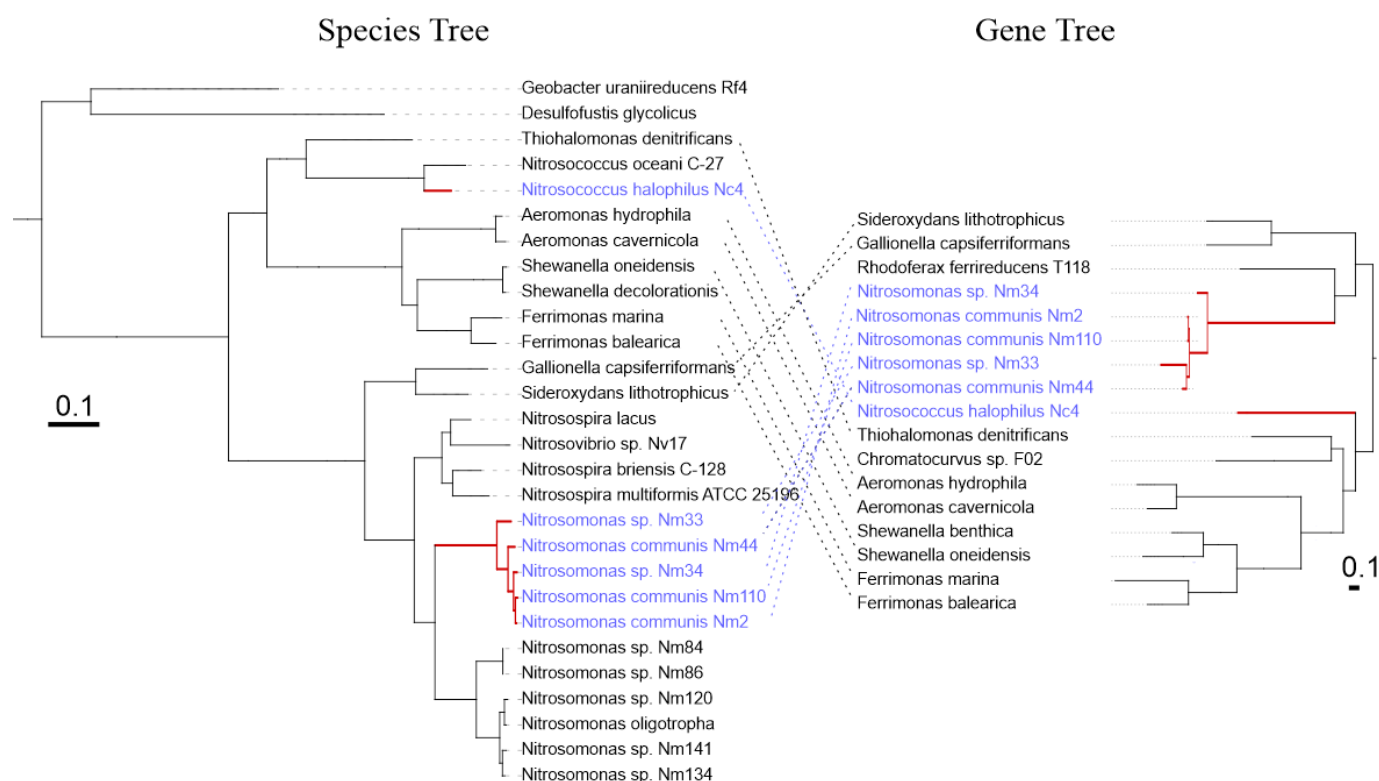 Species Tree
Gene Tree
Geobacter uraniireducens Rf4
Desulfofustis glycolicus
Thiohalomonas denitrificans
Nitrosococcus oceani C-27
Nitrosococcus halophilus Nc4
Aeromonas hydrophila
Aeromonas cavernicola
Shewanella oneidensis
Shewanella decolorationis
Ferrimonas marina
Ferrimonas balearica
Gallionella capsiferriformans
Sideroxydans lithotrophicus
Nitrosospira lacus
Nitrosovibrio sp. Nv17
Nitrosospira briensis C-128
Nitrosospira multiformis ATCC 25196
Nitrosomonas sp. Nm33
Nitrosomonas communis Nm44
Nitrosomonas sp. Nm34
Nitrosomonas communis Nm110
Nitrosomonas communis Nm2
Nitrosomonas sp. Nm84
Nitrosomonas sp. Nm86
Nitrosomonas sp. Nm120
Nitrosomonas oligotropha
Nitrosomonas sp. Nm141
Nitrosomonas sp. Nm134
0.1
Sideroxydans lithotrophicus
Gallionella capsiferriformans
Rhodoferax ferrireducens T118
Nitrosomonas sp. Nm34
Nitrosomonas communis Nm2
Nitrosomonas communis Nm110
Nitrosomonas sp. Nm33
Nitrosomonas communis Nm44
Nitrosococcus halophilus Nc4
Thiohalomonas denitrificans
Chromatocurvus sp. F02
Aeromonas hydrophila
Aeromonas cavernicola
Shewanella benthica
Shewanella oneidensis
Ferrimonas marina
Ferrimonas balearica
0.1